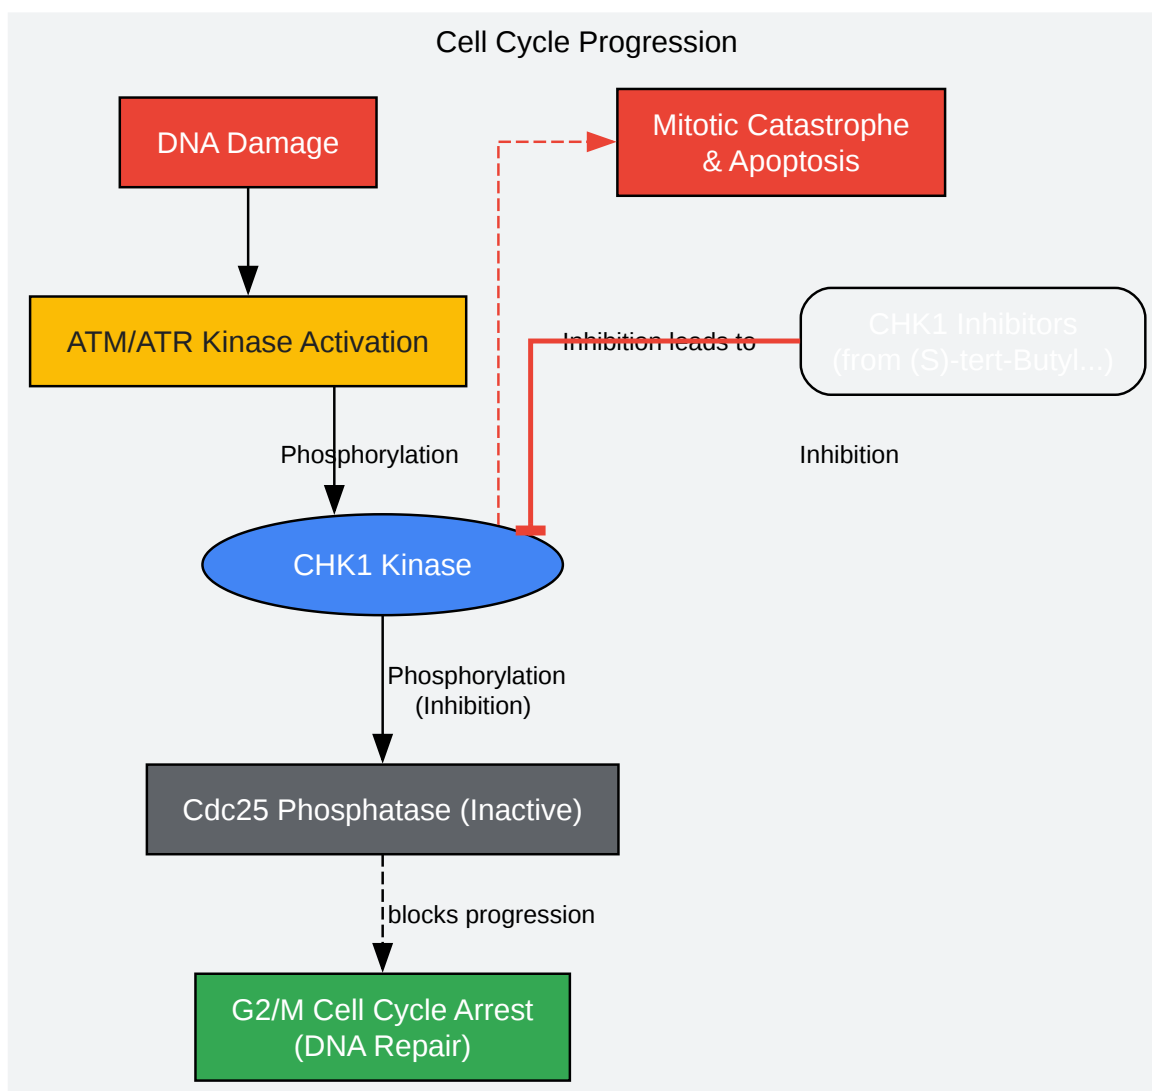 Cell Cycle Progression
DNA Damage
Mitotic Catastrophe
& Apoptosis
ATM/ATR Kinase Activation
Inhibition leads to
CHK1 Inhibitors
(from (S)-tert-Butyl...)
Phosphorylation
Inhibition
CHK1 Kinase
Phosphorylation
(Inhibition)
Cdc25 Phosphatase (Inactive)
blocks progression
G2/M Cell Cycle Arrest
(DNA Repair)